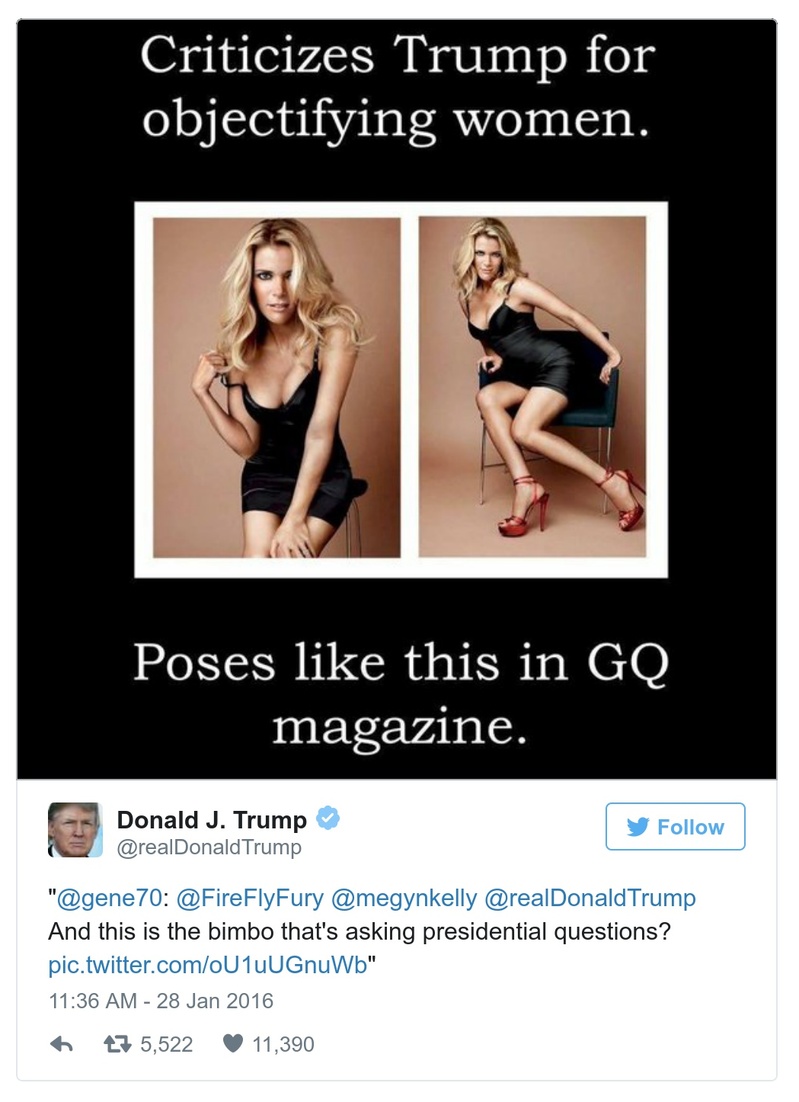 Criticizes Trump for
objectifying women.
Poses like this in GQ
magazine.
Donald J. Trump
@realDonaldTrump
Follow
"@gene70: @FireFlyFury @megynkelly @realDonaldTrump
And this is the bimbo that's asking presidential questions?
pic.twitter.com/oU1uUGnuWb"
11:36 AM - 28 Jan 2016
5,522 11,390